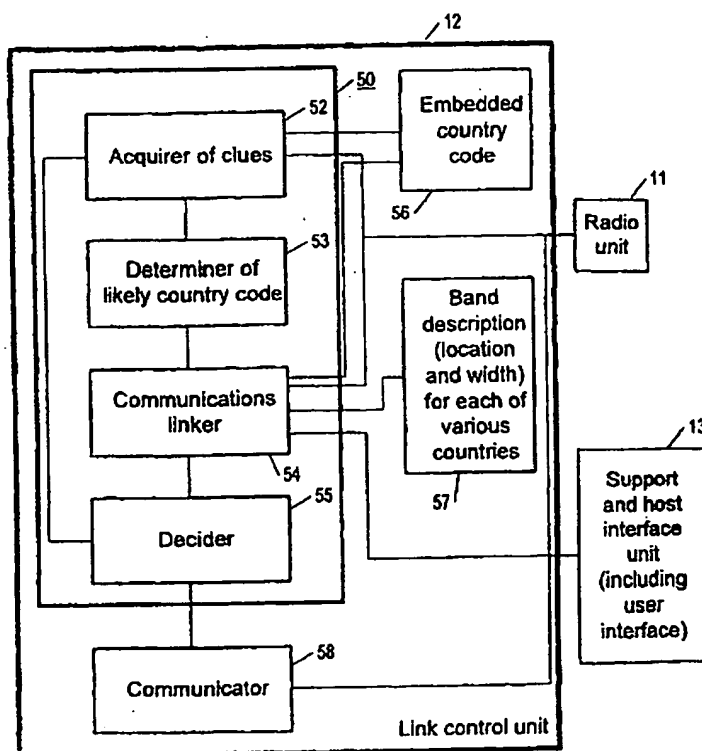 12
50
52
Acquirer of clues
Embedded
country
code
56
11
Radio
unit
53
Determiner of
likely country code
Band
description
(location
and width)
for each of
various
countries
57
Communications
linker
54
13
Support
and host
interface
unit
(including
user
interface)
55
Decider
58
Communicator
Link control unit